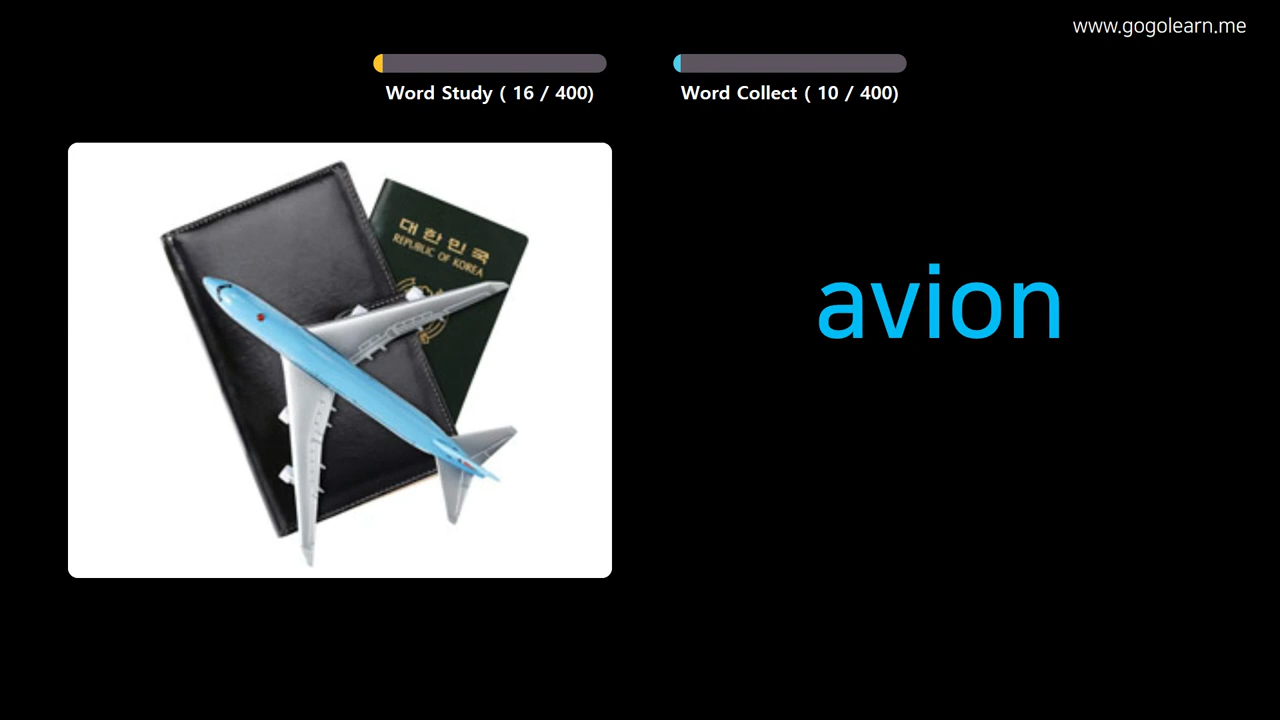 www.gogolearn.me
Word Study ( 16 / 400)
Word Collect ( 10 / 400)
대한민국
REPUBLIC OF KOREA
avion